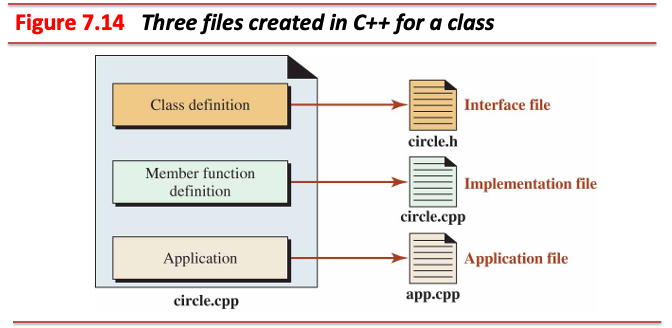 Figure 7.14 Three files created in C++ for a class
Class definition
Interface file
circle.h
Member function
definition
Implementation file
circle.cpp
Application
Application file
app.cpp
circle.cpp